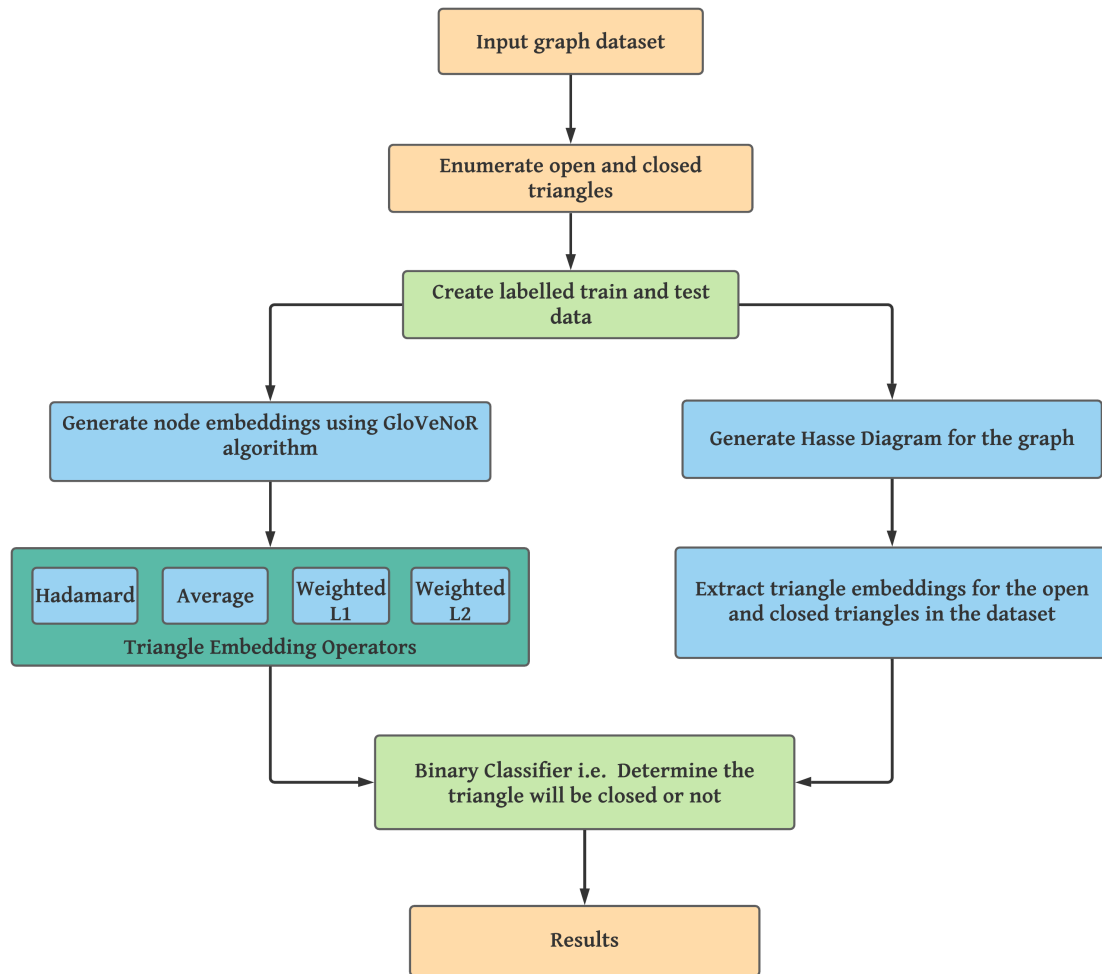 Input graph dataset
Enumerate open and closed
triangles
Create labelled train and test
data
Generate node embeddings using GloVeNoR
algorithm
Generate Hasse Diagram for the graph
Hadamard
Average
Weighted
L1
Weighted
L2
Triangle Embedding Operators
Extract triangle embeddings for the open
and closed triangles in the dataset
Binary Classifier i.e. Determine the
triangle will be closed or not
Results